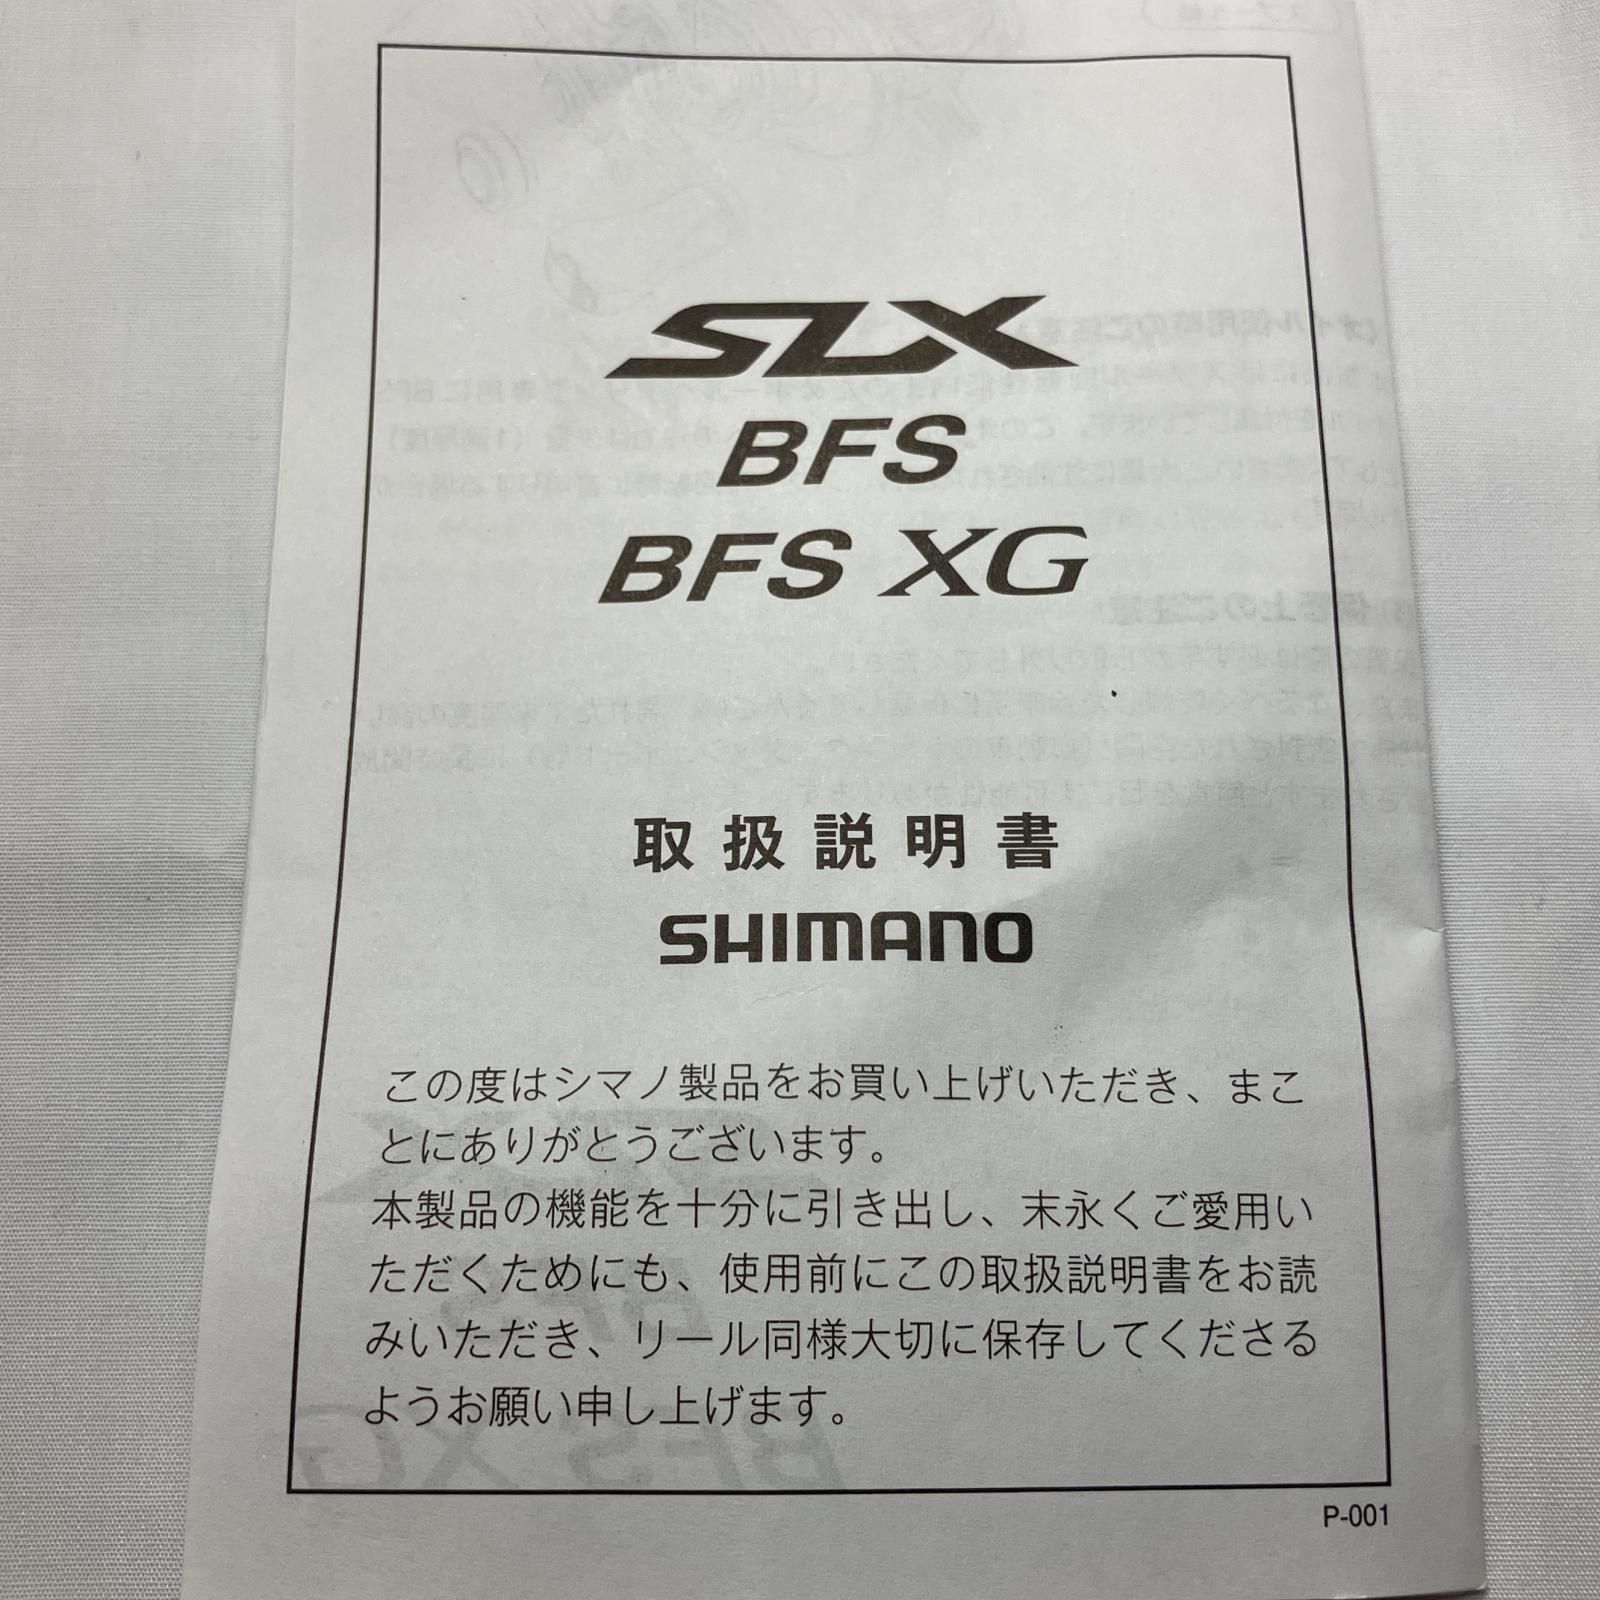 SLX
BFS
BFS XG
取扱説明書
SHIMANO
この度はシマノ製品をお買い上げいただき、まこ
とにありがとうございます。
本製品の機能を十分に引き出し、末永くご愛用い
ただくためにも、使用前にこの取扱説明書をお読
みいただき、リール同様大切に保存してくださる
ようお願い申し上げます。
P-001